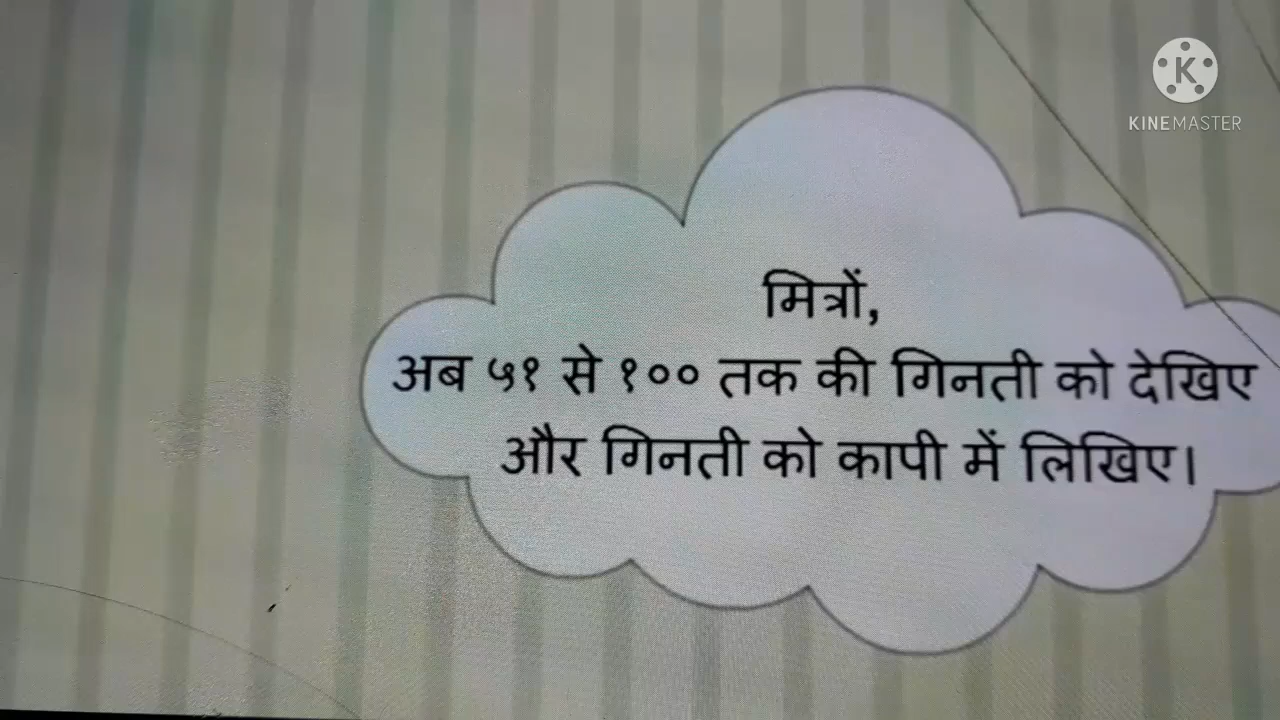 KINEMASTER
मित्रों,
अब ५१ से १०० तक की गिनती को देखिए
और गिनती को कापी में लिखिए।